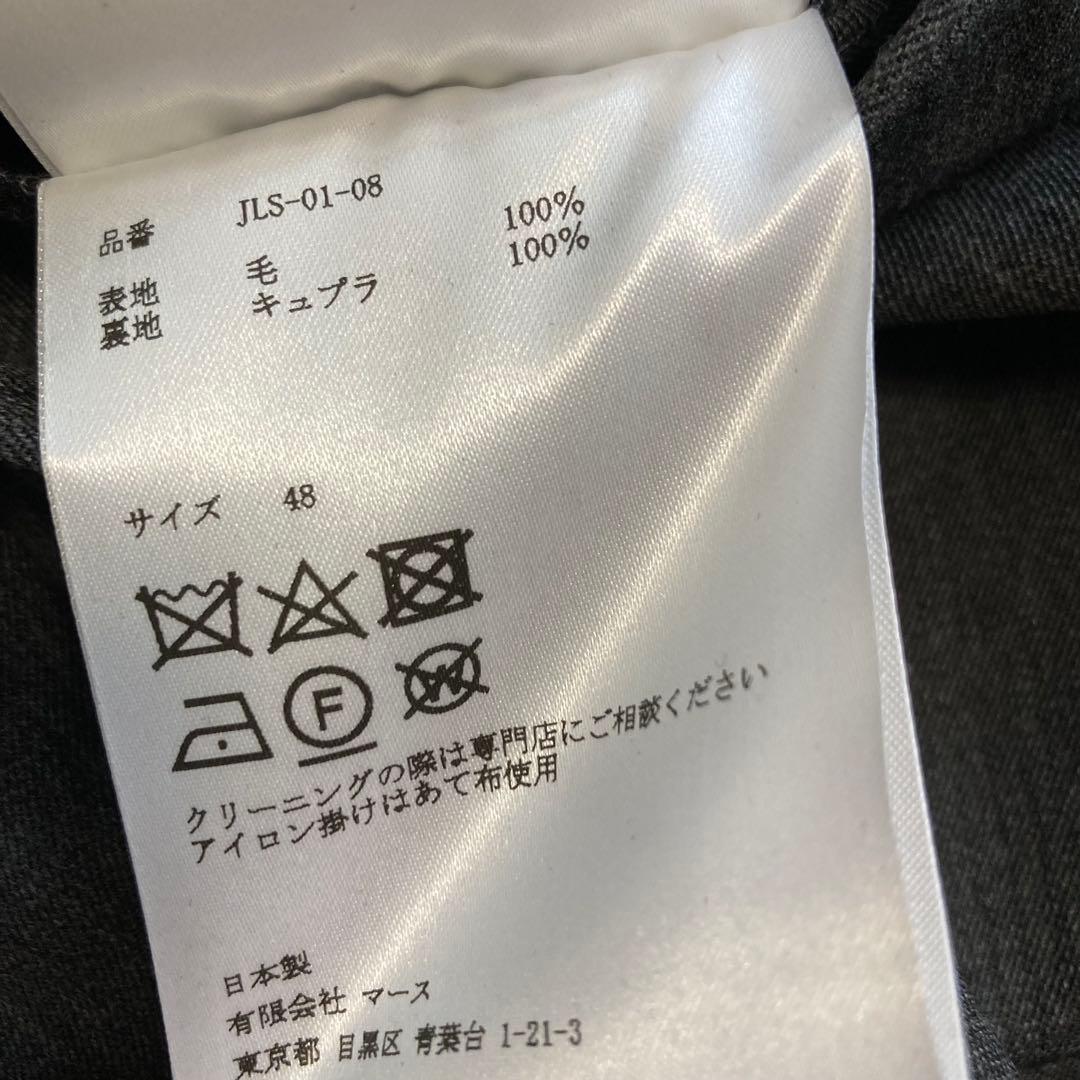 品番 JLS-01-08
表地 毛 100%
裏地 キュプラ 100%
サイズ 48
F W
クリーニングの際は専門店にご相談ください
アイロン掛けはあて布使用
日本製
有限会社 マース
東京都 目黒区 青葉台 1-21-3